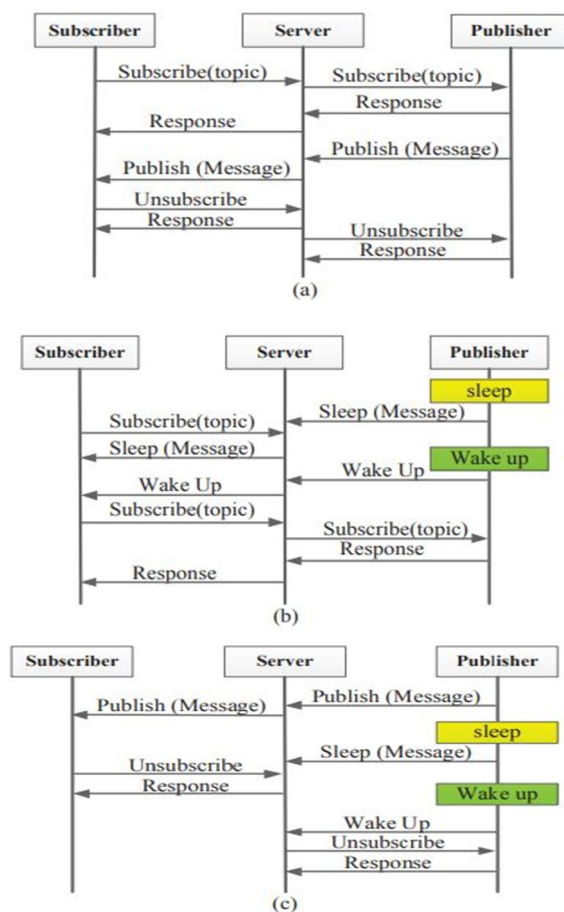 Subscriber Server Publisher
Subscribe(topic) Subscribe(topic)
Response
Response
Publish (Message)
Publish (Message)
Unsubscribe
Response
Unsubscribe
Response
(a)
Subscriber Server Publisher
sleep
Sleep (Message)
Subscribe(topic)
Sleep (Message) Wake up
Wake Up
Wake Up
Subscribe(topic)
Subscribe(topic)
Response
Response
(b)
Subscriber Server Publisher
Publish (Message)
Publish (Message)
sleep
Sleep (Message)
Unsubscribe
Response Wake up
Wake Up
Unsubscribe
Response
(c)